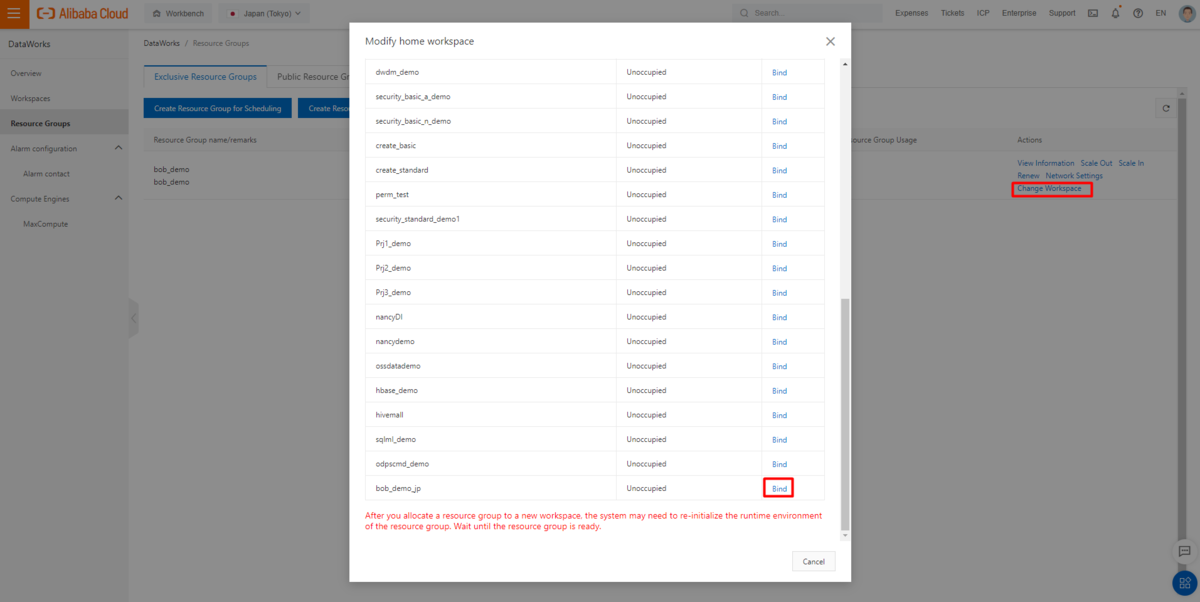 Alibaba Cloud
Workbench
Japan (Tokyo)
Search...
Expenses
Tickets
ICP
Enterprise
Support
EN
DataWorks
DataWorks / Resource Groups
Overview
Workspaces
Resource Groups
Alarm configuration
Alarm contact
Compute Engines
MaxCompute
Exclusive Resource Groups
Public Resource Gr
Create Resource Group for Scheduling
Create Reso
Resource Group name/remarks
ource Group Usage
Actions
bob_demo
bob_demo
View Information Scale Out Scale In
Renew Network Settings
Change Workspace
Modify home workspace
dwdm_demo Unoccupied Bind
security_basic_a_demo Unoccupied Bind
security_basic_n_demo Unoccupied Bind
create_basic Unoccupied Bind
create_standard Unoccupied Bind
perm_test Unoccupied Bind
security_standard_demo1 Unoccupied Bind
Prj1_demo Unoccupied Bind
Prj2_demo Unoccupied Bind
Prj3_demo Unoccupied Bind
nancyDI Unoccupied Bind
nancydemo Unoccupied Bind
ossdatademo Unoccupied Bind
hbase_demo Unoccupied Bind
hivemall Unoccupied Bind
sqlml_demo Unoccupied Bind
odpscmd_demo Unoccupied Bind
bob_demo_jp Unoccupied Bind
After you allocate a resource group to a new workspace, the system may need to re-initialize the runtime environment
of the resource group. Wait until the resource group is ready.
Cancel